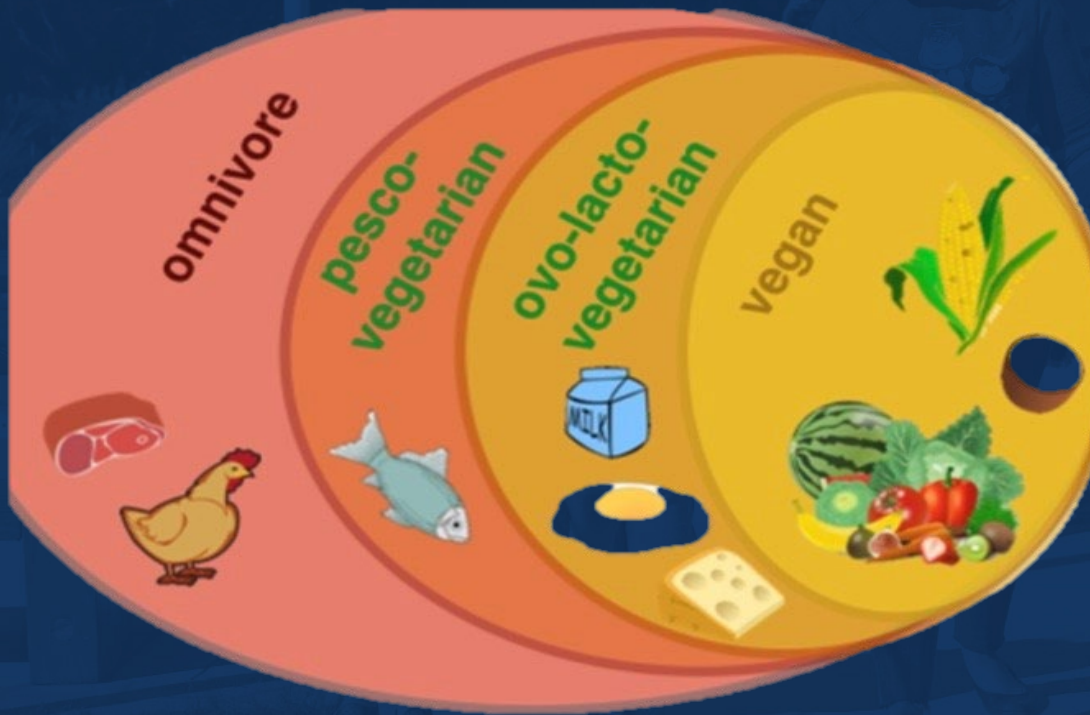 omnivore
pesco-
vegetarian
ovo-lacto-
vegetarian
vegan
MILK